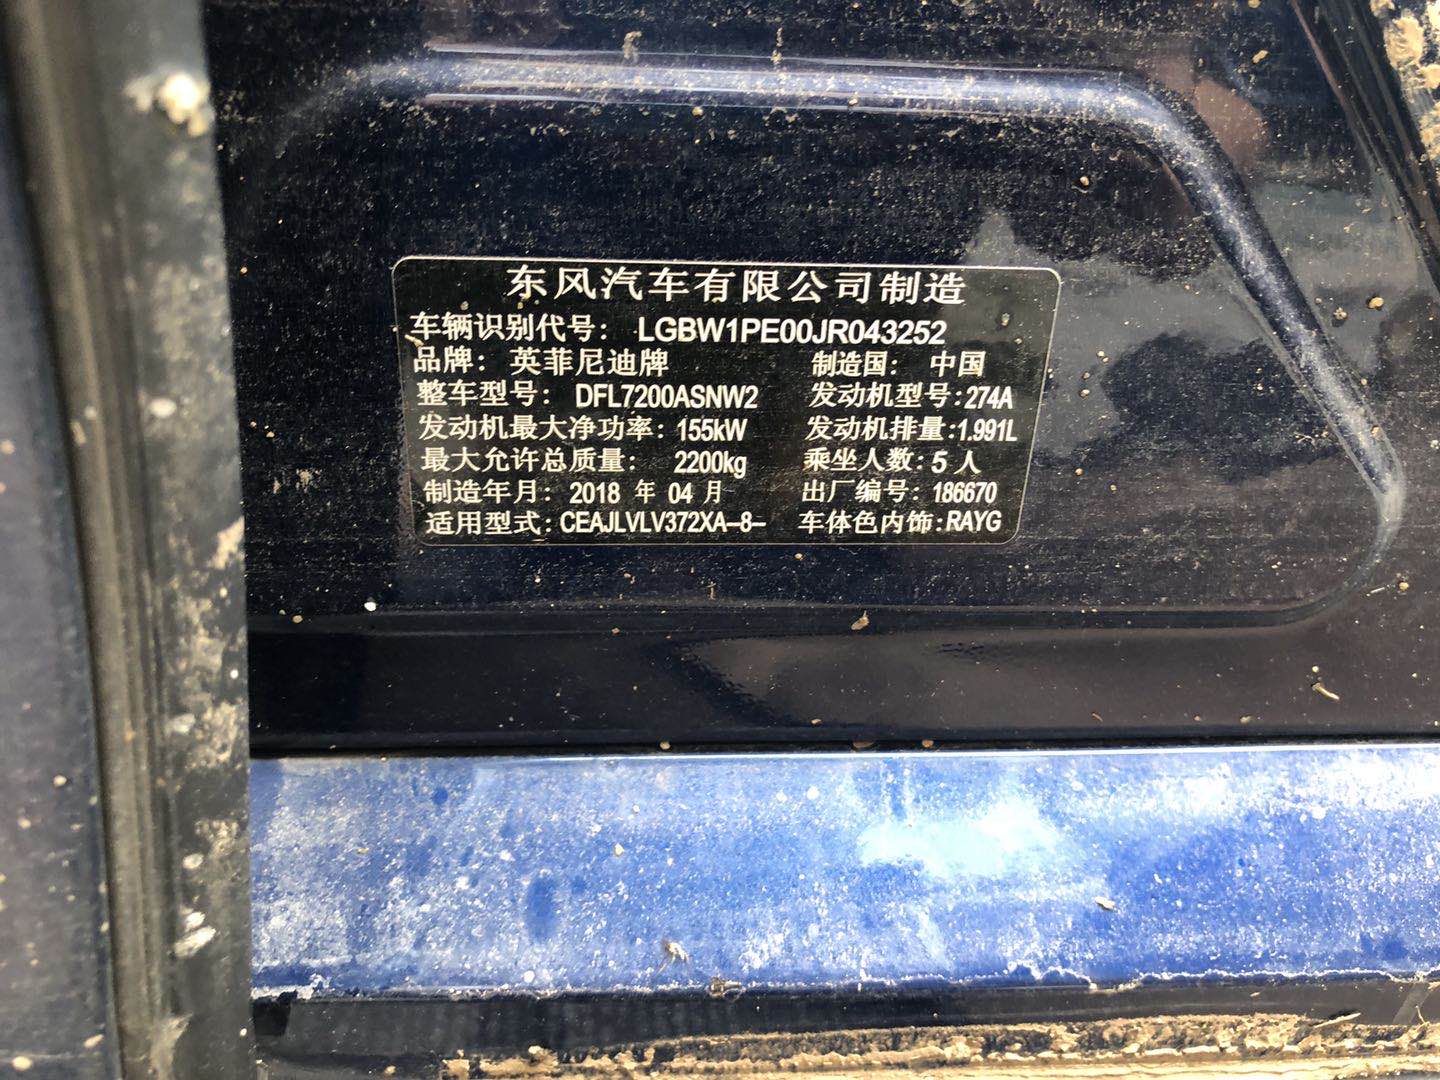 东风汽车有限公司制造
车辆识别代号: LGBW1PE00JR043252
品牌: 英菲尼迪牌 制造国: 中国
整车型号: DFL7200ASNW2 发动机型号:274A
发动机最大净功率:155kW 发动机排量:1.991L
最大允许总质量: 2200kg 乘坐人数:5人
制造年月: 2018 年 04 月 出厂编号: 186670
适用型式:CEAJLVLV372XA-8- 车体色内饰:RAYG